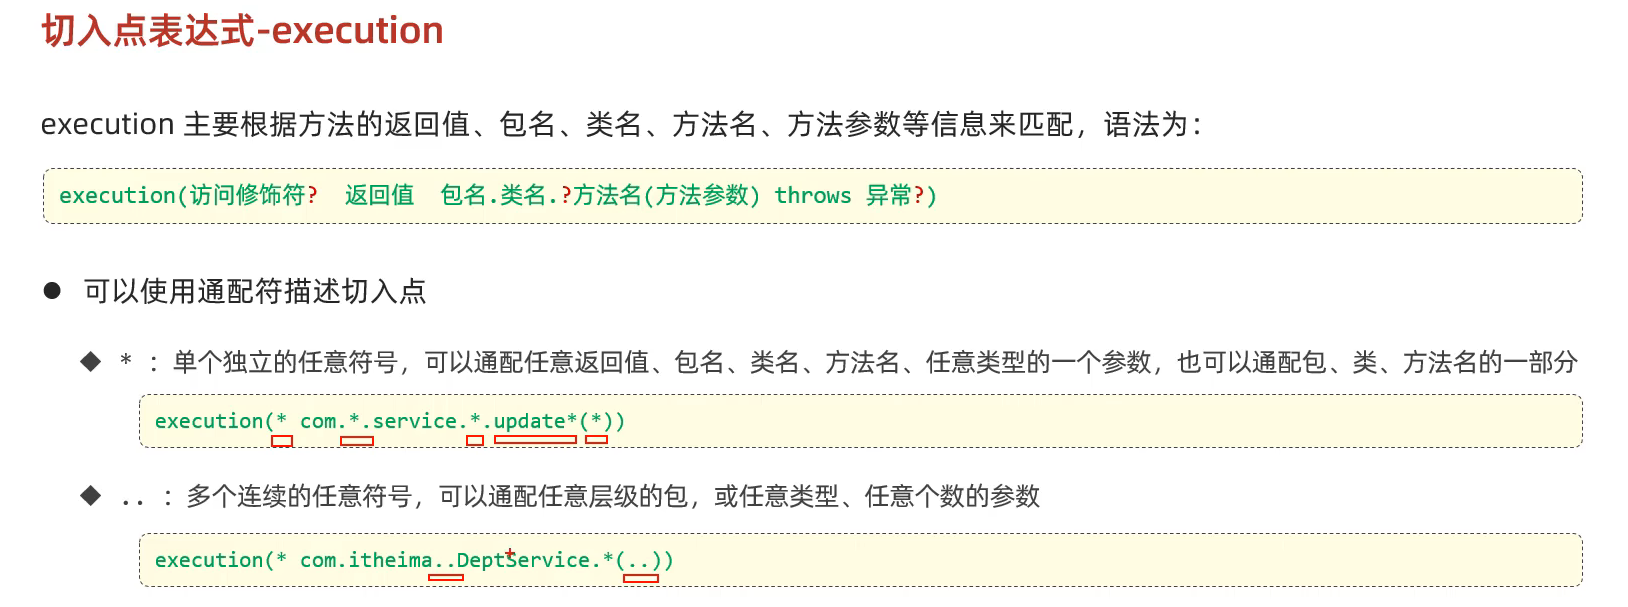 切入点表达式-execution
execution 主要根据方法的返回值、包名、类名、方法名、方法参数等信息来匹配，语法为：
execution(访问修饰符?  返回值  包名.类名.?方法名(方法参数) throws 异常?)
● 可以使用通配符描述切入点
◆ * ：单个独立的任意符号，可以通配任意返回值、包名、类名、方法名、任意类型的一个参数，也可以通配包、类、方法名的一部分
execution(* com.*.service.*.update*(*))
◆ .. ：多个连续的任意符号，可以通配任意层级的包，或任意类型、任意个数的参数
execution(* com.itheima..DeptService.*(..))